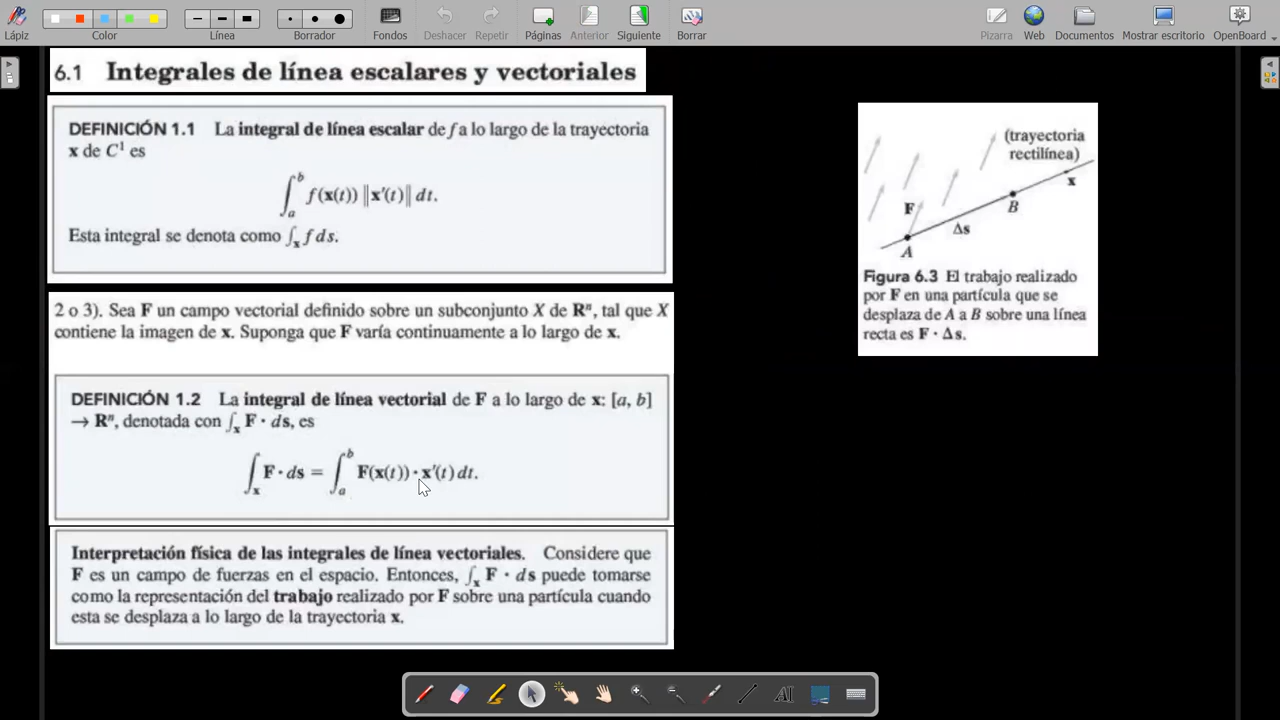 Lápiz
Color
Línea
Borrador
Fondos
Deshacer
Repetir
Páginas
Anterior
Siguiente
Borrar
Pizarra
Web
Documentos
Mostrar escritorio
OpenBoard
6.1 Integrales de línea escalares y vectoriales
DEFINICIÓN 1.1 La integral de línea escalar de f a lo largo de la trayectoria
x de C¹ es
∫ₐᵇ f(x(t)) ‖x′(t)‖ dt.
Esta integral se denota como ∫ₓ f ds.
2 o 3). Sea F un campo vectorial definido sobre un subconjunto X de Rⁿ, tal que X
contiene la imagen de x. Suponga que F varía continuamente a lo largo de x.
DEFINICIÓN 1.2 La integral de línea vectorial de F a lo largo de x: [a, b]
→ Rⁿ, denotada con ∫ₓ F · ds, es
∫ₓ F · ds = ∫ₐᵇ F(x(t)) · x′(t) dt.
Interpretación física de las integrales de línea vectoriales. Considere que
F es un campo de fuerzas en el espacio. Entonces, ∫ₓ F · ds puede tomarse
como la representación del trabajo realizado por F sobre una partícula cuando
esta se desplaza a lo largo de la trayectoria x.
(trayectoria
rectilínea)
x
B
F
Δs
A
Figura 6.3 El trabajo realizado
por F en una partícula que se
desplaza de A a B sobre una línea
recta es F · Δs.
AI